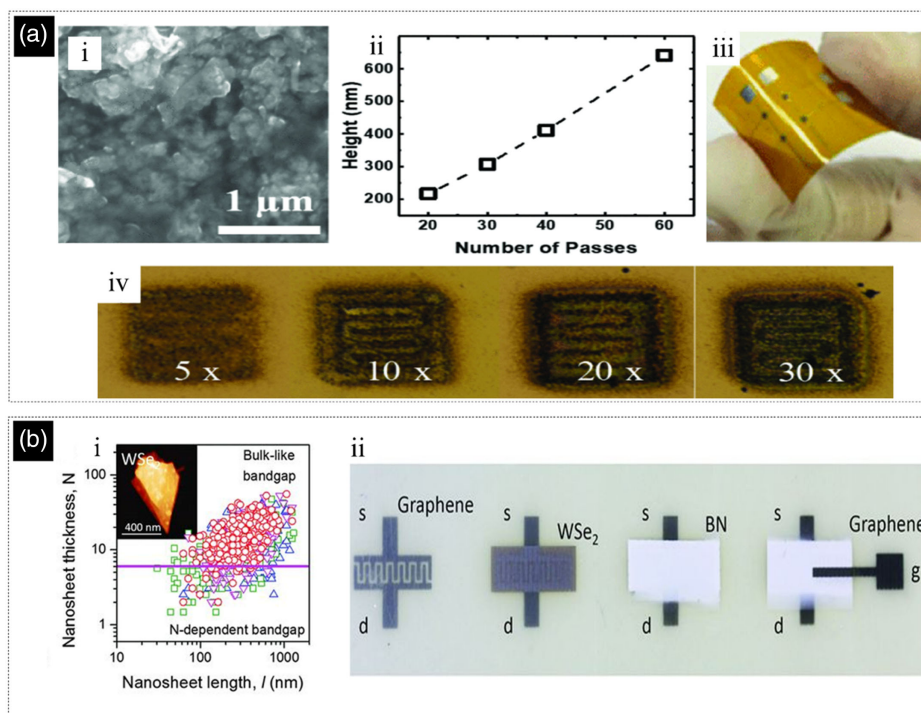 (a)
i
1 μm
ii
Height (nm)
600
500
400
300
200
20
30
40
50
60
Number of Passes
iii
iv
5 x
10 x
20 x
30 x
(b)
i
WSe
400 nm
Bulk-like
bandgap
N-dependent bandgap
Nanosheet thickness, N
100
10
1
10
100
1000
Nanosheet length, l (nm)
ii
s
Graphene
d
s
WSe₂
d
s
BN
d
s
Graphene
g
d